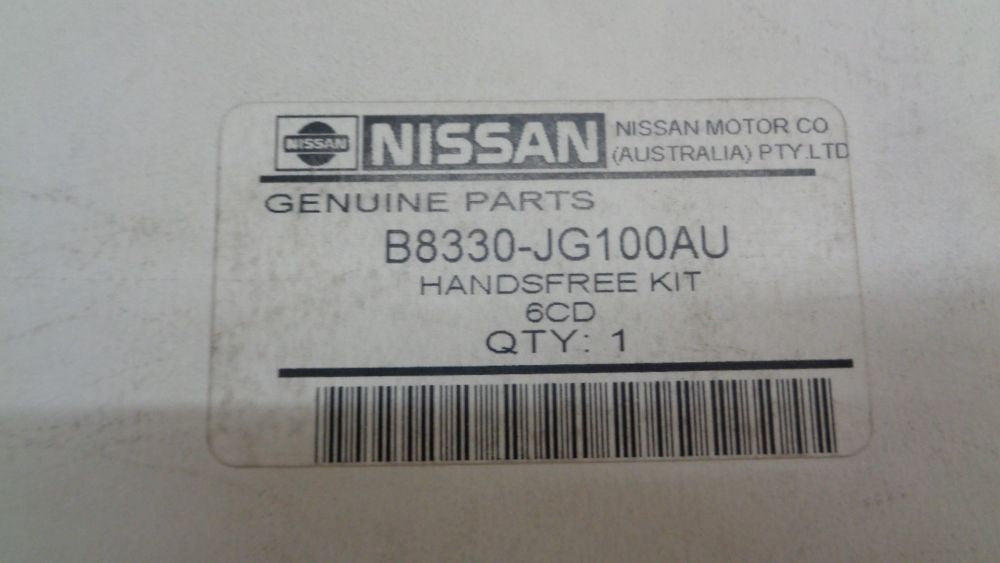 NISSAN
NISSAN
NISSAN MOTOR CO
(AUSTRALIA) PTY.LTD
GENUINE PARTS
B8330-JG100AU
HANDSFREE KIT
6CD
QTY: 1